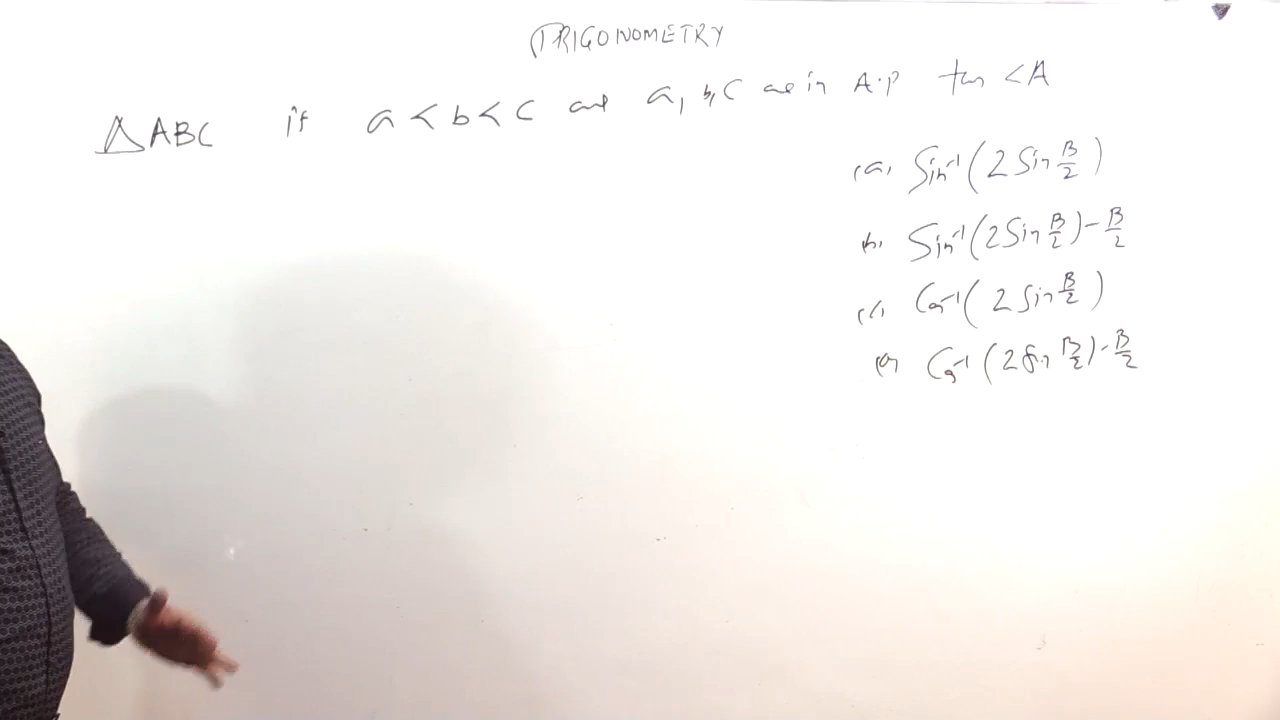 TRIGONOMETRY
△ABC if a < b < c and a, b, c are in A.P then <A
(a) Sin⁻¹(2 Sin B/2)
(b) Sin⁻¹(2 Sin B/2) - B/2
(c) Cos⁻¹(2 Sin B/2)
(d) Cos⁻¹(2 Sin B/2) - B/2